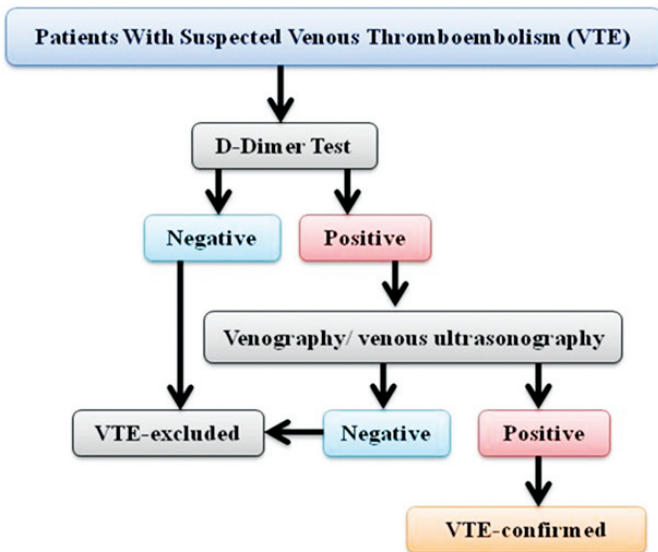 Patients With Suspected Venous Thromboembolism (VTE)
D-Dimer Test
Negative
Positive
Venography/ venous ultrasonography
VTE-excluded
Negative
Positive
VTE-confirmed